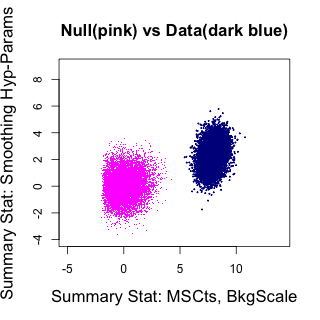 Null(pink) vs Data(dark blue)
Summary Stat: Smoothing Hyp-Params
8
6
4
2
0
-2
-4
-5 0 5 10
Summary Stat: MSCts, BkgScale